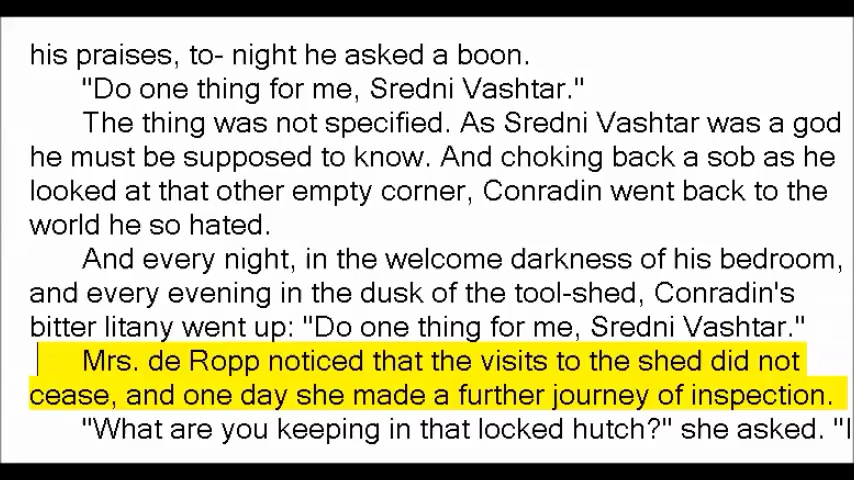 his praises, to- night he asked a boon.
"Do one thing for me, Sredni Vashtar."
The thing was not specified. As Sredni Vashtar was a god
he must be supposed to know. And choking back a sob as he
looked at that other empty corner, Conradin went back to the
world he so hated.
And every night, in the welcome darkness of his bedroom,
and every evening in the dusk of the tool-shed, Conradin's
bitter litany went up: "Do one thing for me, Sredni Vashtar."
Mrs. de Ropp noticed that the visits to the shed did not
cease, and one day she made a further journey of inspection.
"What are you keeping in that locked hutch?" she asked. "I